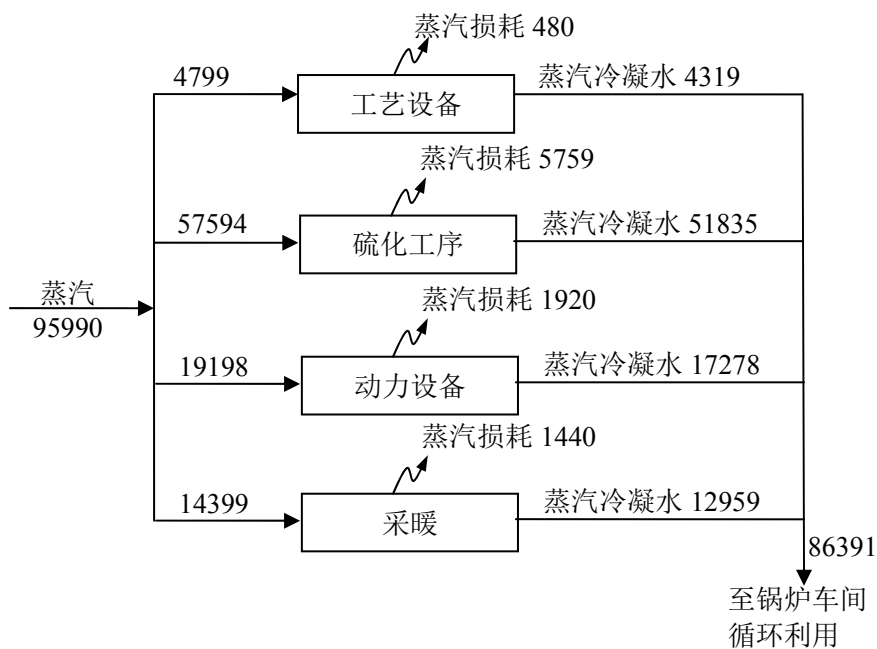 蒸汽损耗 480
4799
工艺设备
蒸汽冷凝水 4319
蒸汽损耗 5759
57594
硫化工序
蒸汽冷凝水 51835
蒸汽
95990
蒸汽损耗 1920
19198
动力设备
蒸汽冷凝水 17278
蒸汽损耗 1440
14399
采暖
蒸汽冷凝水 12959
86391
至锅炉车间
循环利用